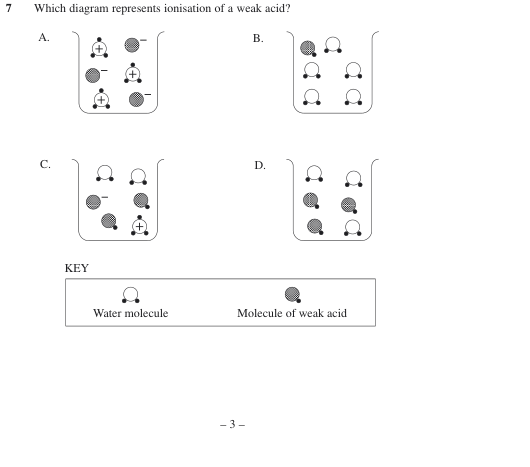 7 Which diagram represents ionisation of a weak acid?
A. B.
+ −
− +
+ −
C. D.
−
+
KEY
Water molecule Molecule of weak acid
– 3 –